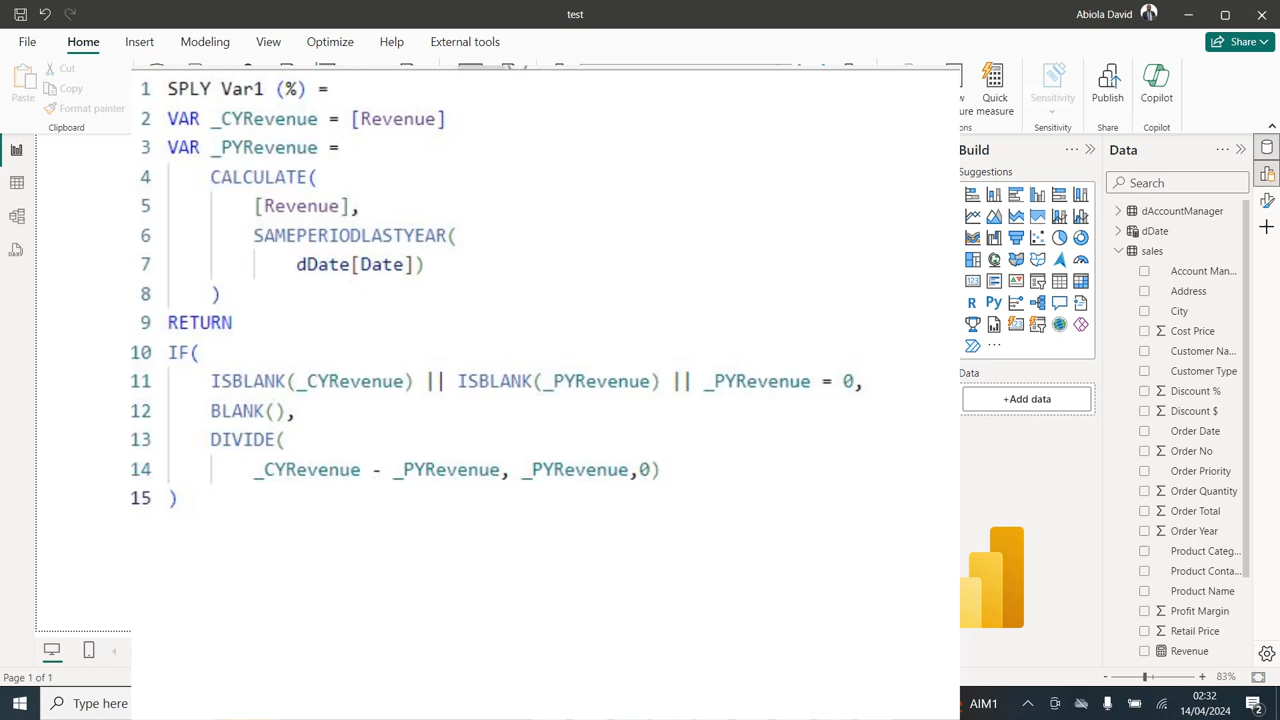 test
AIM1
File Home Insert Modeling View Optimize Help External tools
Share
Paste
Cut
Copy
Format painter
Clipboard
Quick
measure
Sensitivity
Publish
Copilot
Sensitivity
Share
Copilot
1 SPLY Var1 (%) =
2 VAR _CYRevenue = [Revenue]
3 VAR _PYRevenue =
4 CALCULATE(
5 [Revenue],
6 SAMEPERIODLASTYEAR(
7 dDate[Date])
8 )
9 RETURN
10 IF(
11 ISBLANK(_CYRevenue) || ISBLANK(_PYRevenue) || _PYRevenue = 0,
12 BLANK(),
13 DIVIDE(
14 _CYRevenue - _PYRevenue, _PYRevenue,0)
15 )
Build
Suggestions
R Py
123
Data
+Add data
Data
Search
dAccountManager
dDate
sales
Account Man...
Address
City
Σ Cost Price
Customer Na...
Customer Type
Σ Discount %
Σ Discount $
Order Date
Σ Order No
Order Priority
Σ Order Quantity
Σ Order Total
Σ Order Year
Product Categ...
Product Conta...
Product Name
Σ Profit Margin
Σ Retail Price
Revenue
DAX
Page 1 of 1
- + 83%
Type here
AIM1
02:32
14/04/2024
2